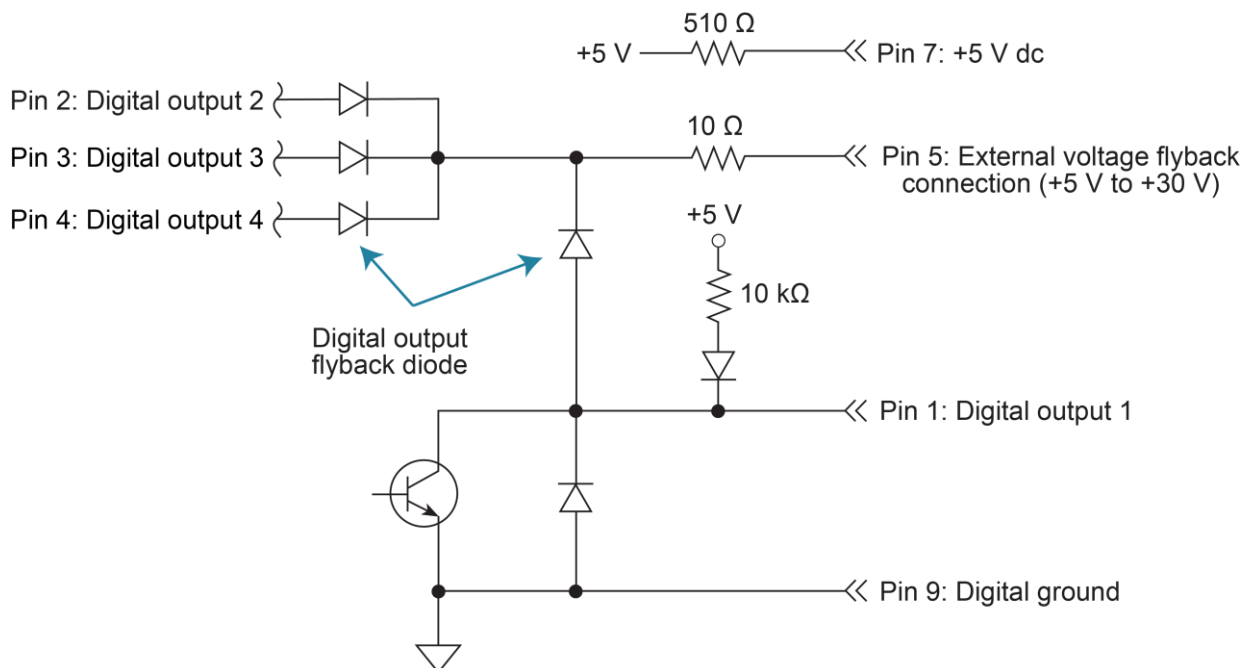 510 Ω
+5 V
Pin 7: +5 V dc
Pin 2: Digital output 2
Pin 3: Digital output 3
Pin 4: Digital output 4
10 Ω
Pin 5: External voltage flyback
connection (+5 V to +30 V)
+5 V
10 kΩ
Digital output
flyback diode
Pin 1: Digital output 1
Pin 9: Digital ground